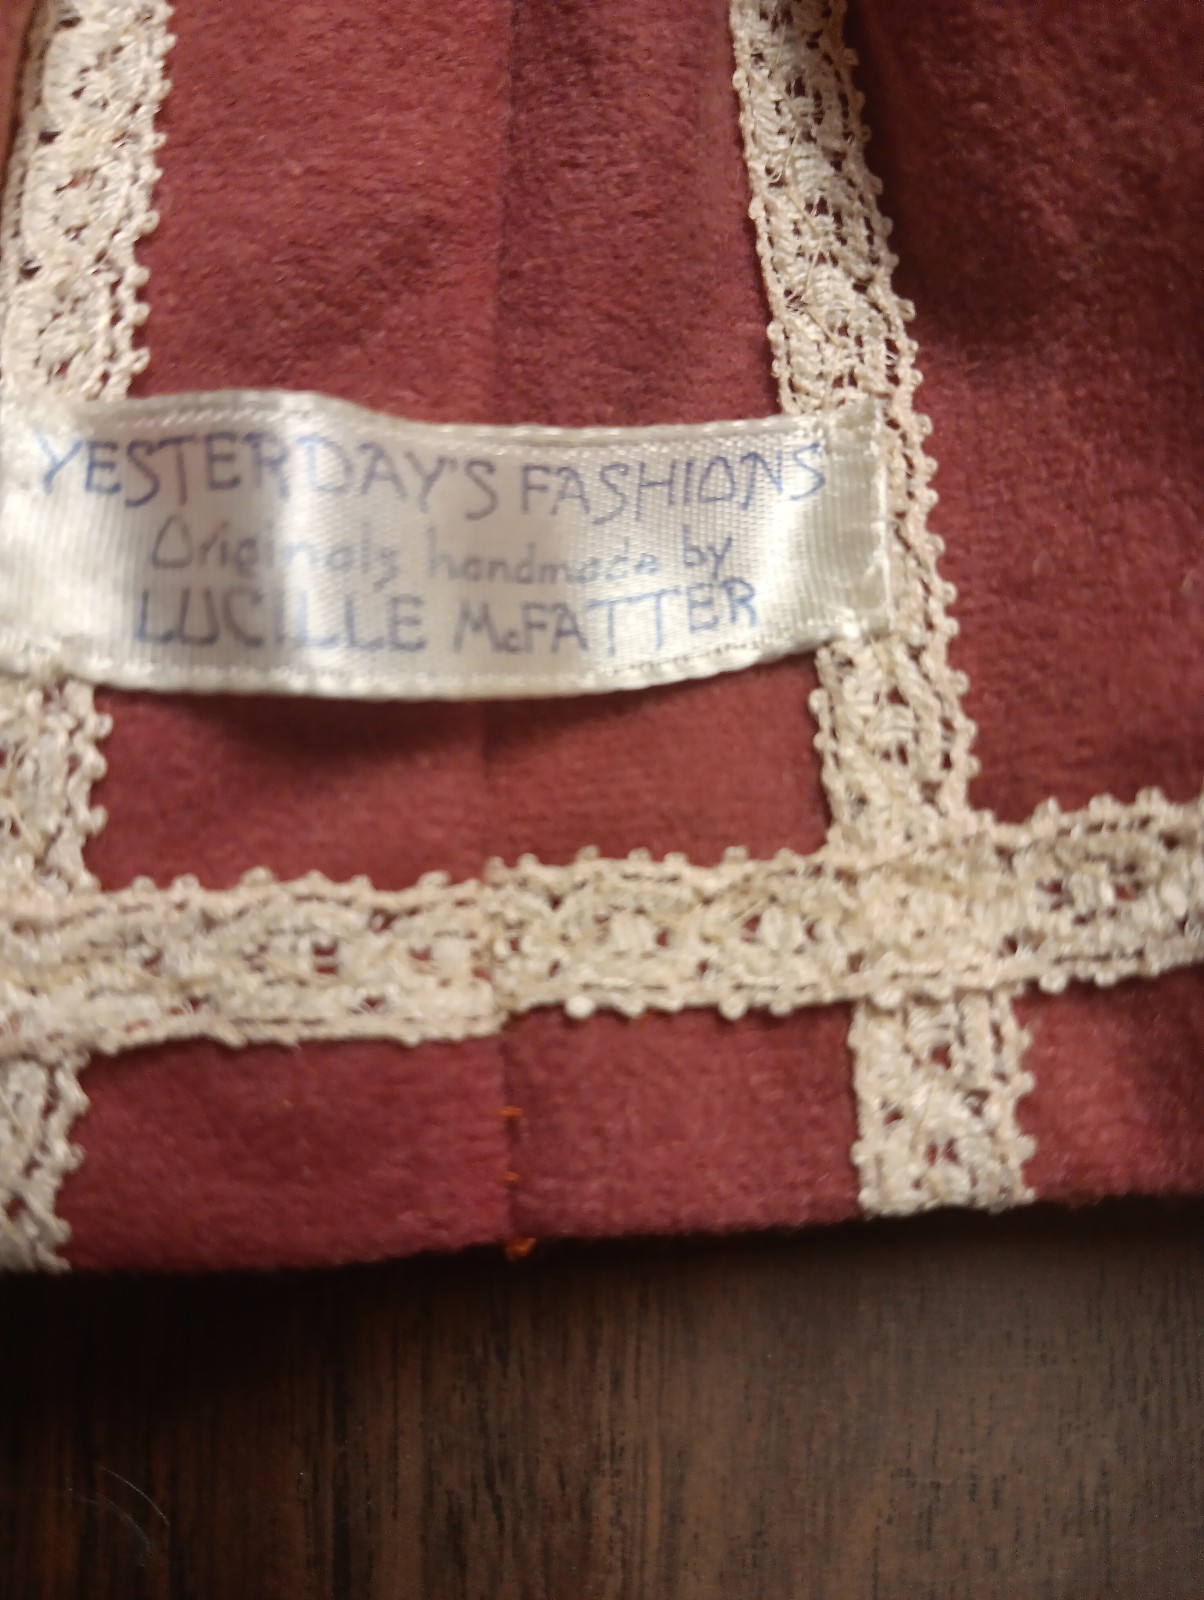 YESTERDAY'S FASHIONS
Originals handmade by
LUCILLE McFATTER